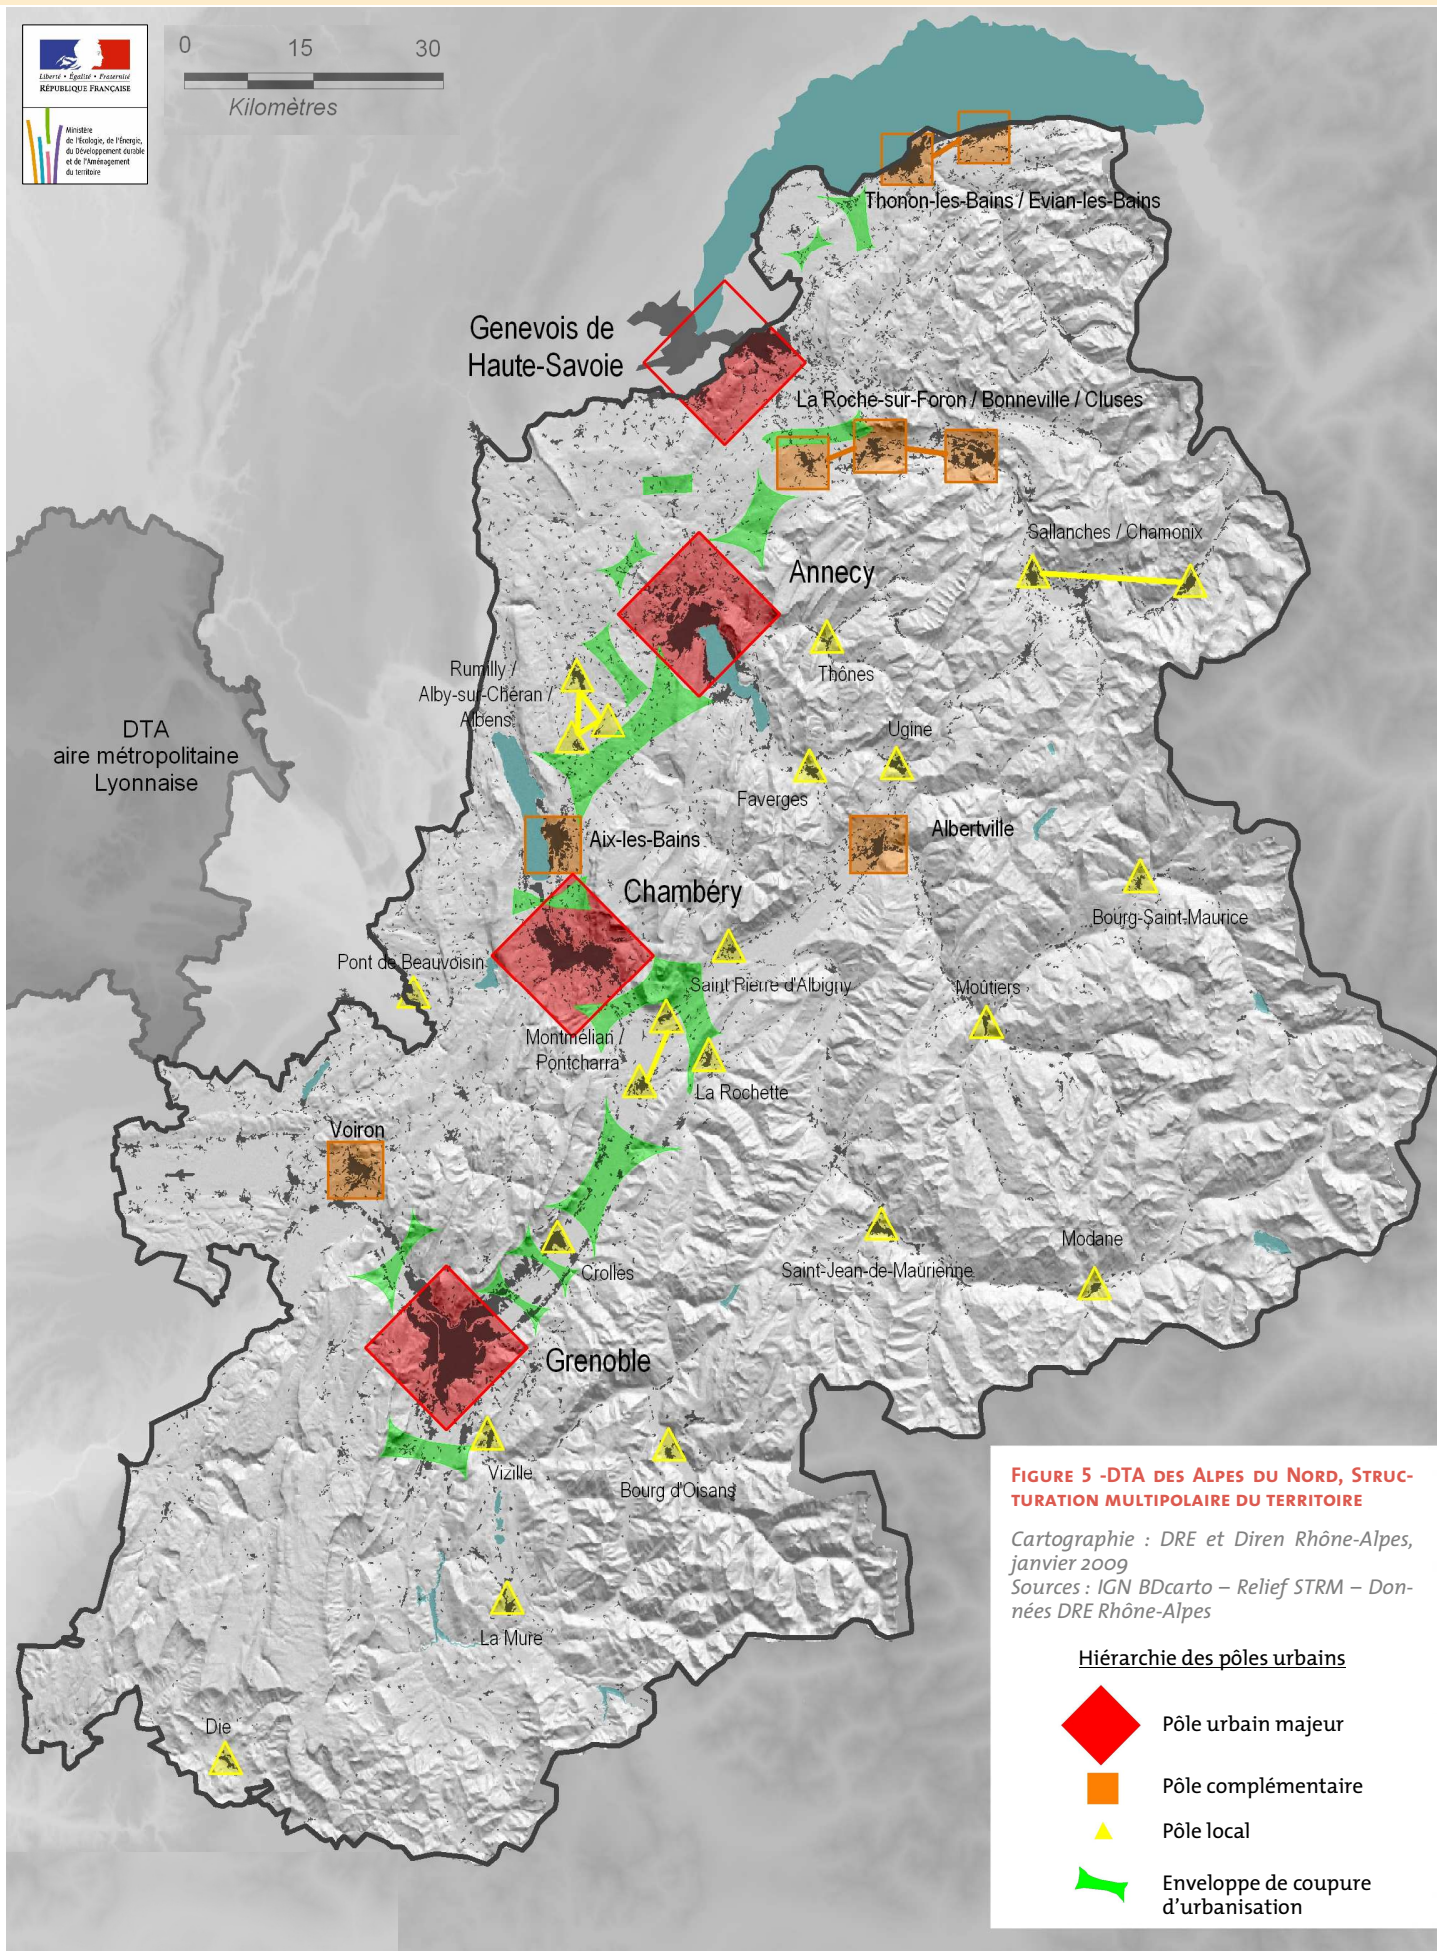 0 15 30
Kilomètres
Liberté • Égalité • Fraternité
RÉPUBLIQUE FRANÇAISE
Ministère
de l'Écologie, de l'Énergie,
du Développement durable
et de l'Aménagement
du territoire
Thonon-les-Bains / Evian-les-Bains
Genevois de
Haute-Savoie
La Roche-sur-Foron / Bonneville / Cluses
Sallanches / Chamonix
Annecy
Thônes
Rumilly /
Alby-sur-Chéran /
Albens
DTA
aire métropolitaine
Lyonnaise
Ugine
Faverges
Aix-les-Bains
Albertville
Chambéry
Bourg-Saint-Maurice
Pont de Beauvoisin
Saint Pierre d'Albigny
Moûtiers
Montmélian /
Pontcharra
La Rochette
Voiron
Crolles
Saint-Jean-de-Maurienne
Modane
Grenoble
Vizille
Bourg d'Oisans
La Mure
Die
FIGURE 5 -DTA DES ALPES DU NORD, STRUC-
TURATION MULTIPOLAIRE DU TERRITOIRE
Cartographie : DRE et Diren Rhône-Alpes,
janvier 2009
Sources : IGN BDcarto – Relief STRM – Don-
nées DRE Rhône-Alpes
Hiérarchie des pôles urbains
Pôle urbain majeur
Pôle complémentaire
Pôle local
Enveloppe de coupure
d'urbanisation